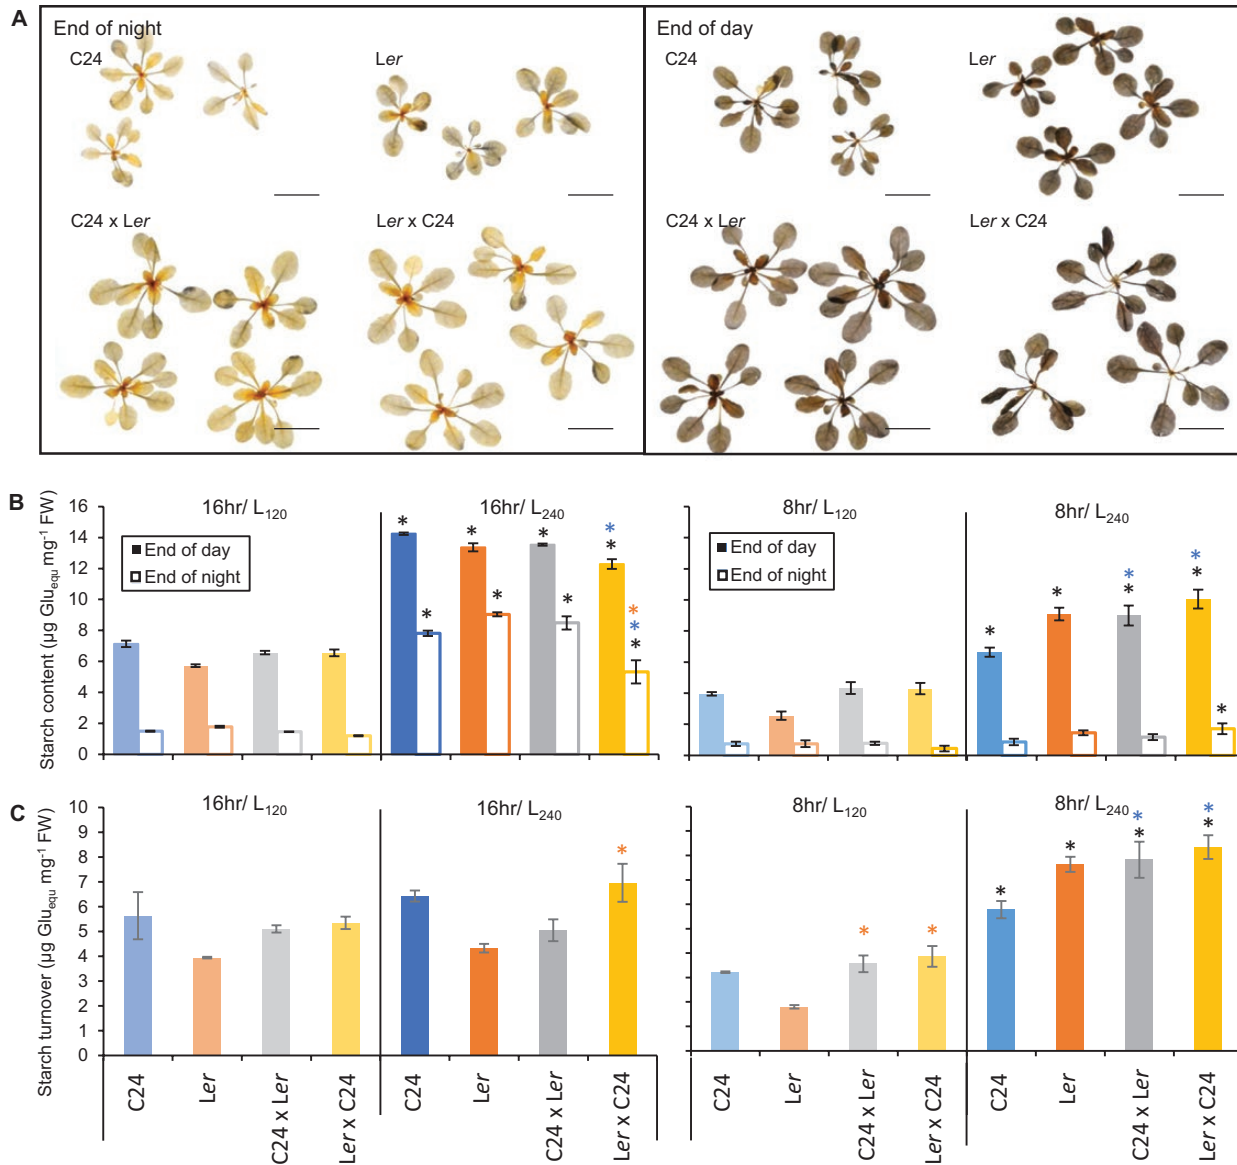 A
End of night
C24
Ler
C24 x Ler
Ler x C24
End of day
C24
Ler
C24 x Ler
Ler x C24
B
Starch content (µg Glu_equ mg⁻¹ FW)
16
14
12
10
8
6
4
2
0
16hr/ L₁₂₀
End of day
End of night
16hr/ L₂₄₀
* * * * *
* * * * * *
8hr/ L₁₂₀
End of day
End of night
8hr/ L₂₄₀
* * * * * *
*
C
Starch turnover (µg Glu_equ mg⁻¹ FW)
10
9
8
7
6
5
4
3
2
1
0
16hr/ L₁₂₀
16hr/ L₂₄₀
*
8hr/ L₁₂₀
* *
8hr/ L₂₄₀
* * * * * *
C24
Ler
C24 x Ler
Ler x C24
C24
Ler
C24 x Ler
Ler x C24
C24
Ler
C24 x Ler
Ler x C24
C24
Ler
C24 x Ler
Ler x C24